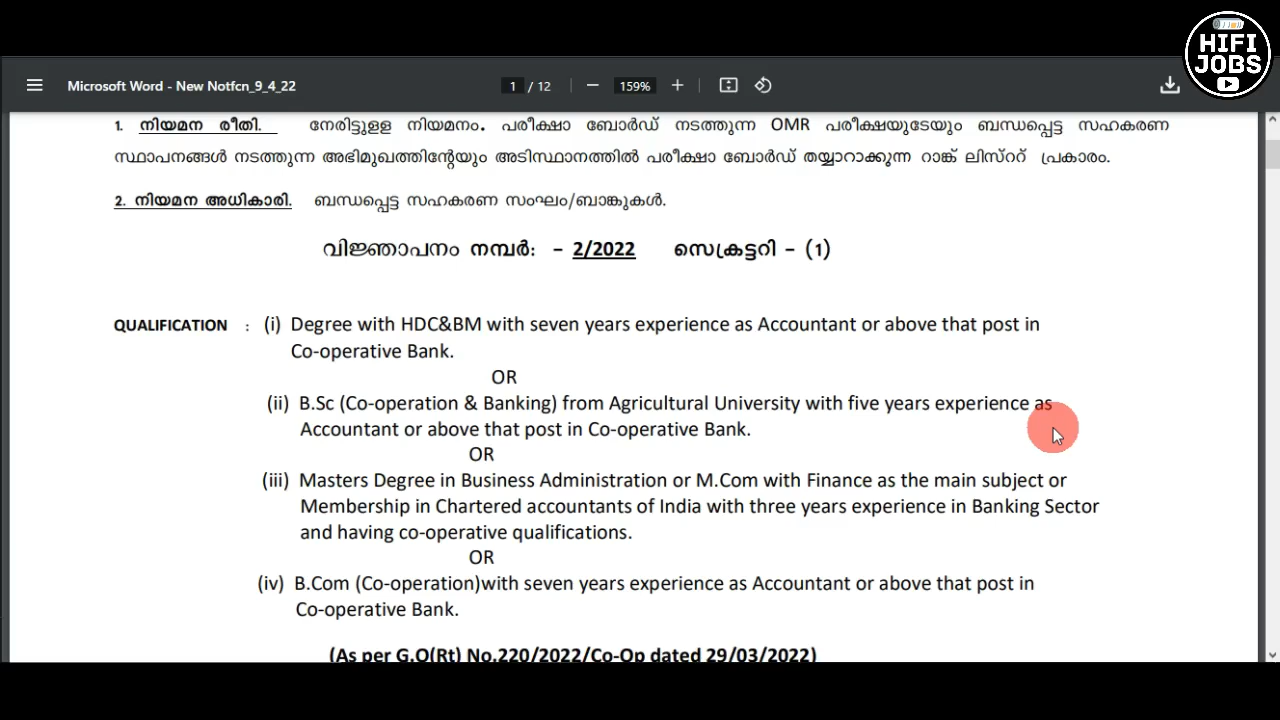 HIFI
JOBS
Microsoft Word - New Notfcn_9_4_22
1 / 12
159%
1. നിയമന രീതി. നേരിട്ടുളള നിയമനം. പരീക്ഷാ ബോർഡ് നടത്തുന്ന OMR പരീക്ഷയുടേയും ബന്ധപ്പെട്ട സഹകരണ
സ്ഥാപനങ്ങൾ നടത്തുന്ന അഭിമുഖത്തിന്റേയും അടിസ്ഥാനത്തിൽ പരീക്ഷാ ബോർഡ് തയ്യാറാക്കുന്ന റാങ്ക് ലിസ്ററ് പ്രകാരം.
2. നിയമന അധികാരി. ബന്ധപ്പെട്ട സഹകരണ സംഘം/ബാങ്കുകൾ.
വിജ്ഞാപനം നമ്പർ: - 2/2022 സെക്രട്ടറി - (1)
QUALIFICATION : (i) Degree with HDC&BM with seven years experience as Accountant or above that post in
Co-operative Bank.
OR
(ii) B.Sc (Co-operation & Banking) from Agricultural University with five years experience as
Accountant or above that post in Co-operative Bank.
OR
(iii) Masters Degree in Business Administration or M.Com with Finance as the main subject or
Membership in Chartered accountants of India with three years experience in Banking Sector
and having co-operative qualifications.
OR
(iv) B.Com (Co-operation)with seven years experience as Accountant or above that post in
Co-operative Bank.
(As per G.O(Rt) No.220/2022/Co-Op dated 29/03/2022)